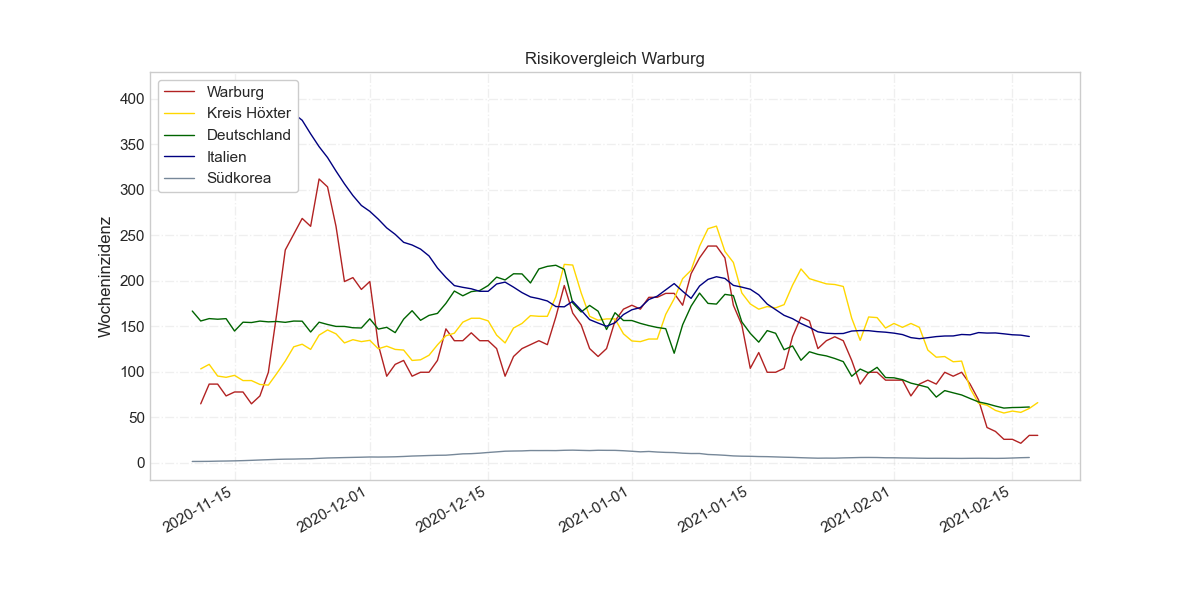 Risikovergleich Warburg
Wocheninzidenz
400
350
300
250
200
150
100
50
0
Warburg
Kreis Höxter
Deutschland
Italien
Südkorea
2020-11-15
2020-12-01
2020-12-15
2021-01-01
2021-01-15
2021-02-01
2021-02-15